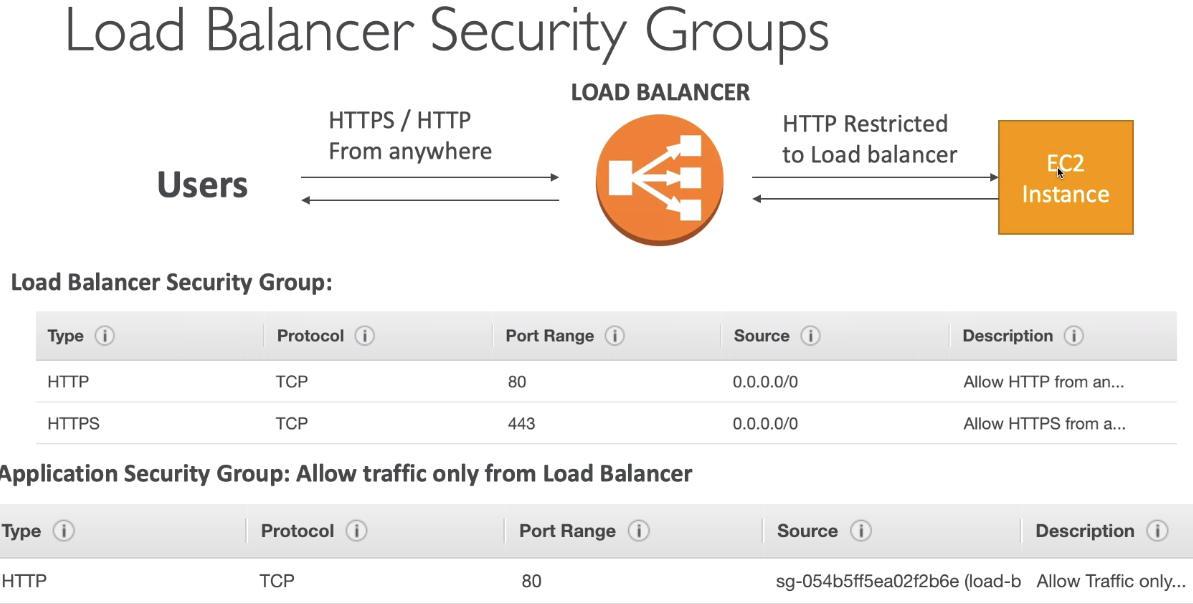 Load Balancer Security Groups
LOAD BALANCER
HTTPS / HTTP
From anywhere
HTTP Restricted
to Load balancer
Users
EC2
Instance
Load Balancer Security Group:
Type Protocol Port Range Source Description
HTTP TCP 80 0.0.0.0/0 Allow HTTP from an...
HTTPS TCP 443 0.0.0.0/0 Allow HTTPS from a...
Application Security Group: Allow traffic only from Load Balancer
Type Protocol Port Range Source Description
HTTP TCP 80 sg-054b5ff5ea02f2b6e (load-b Allow Traffic only...